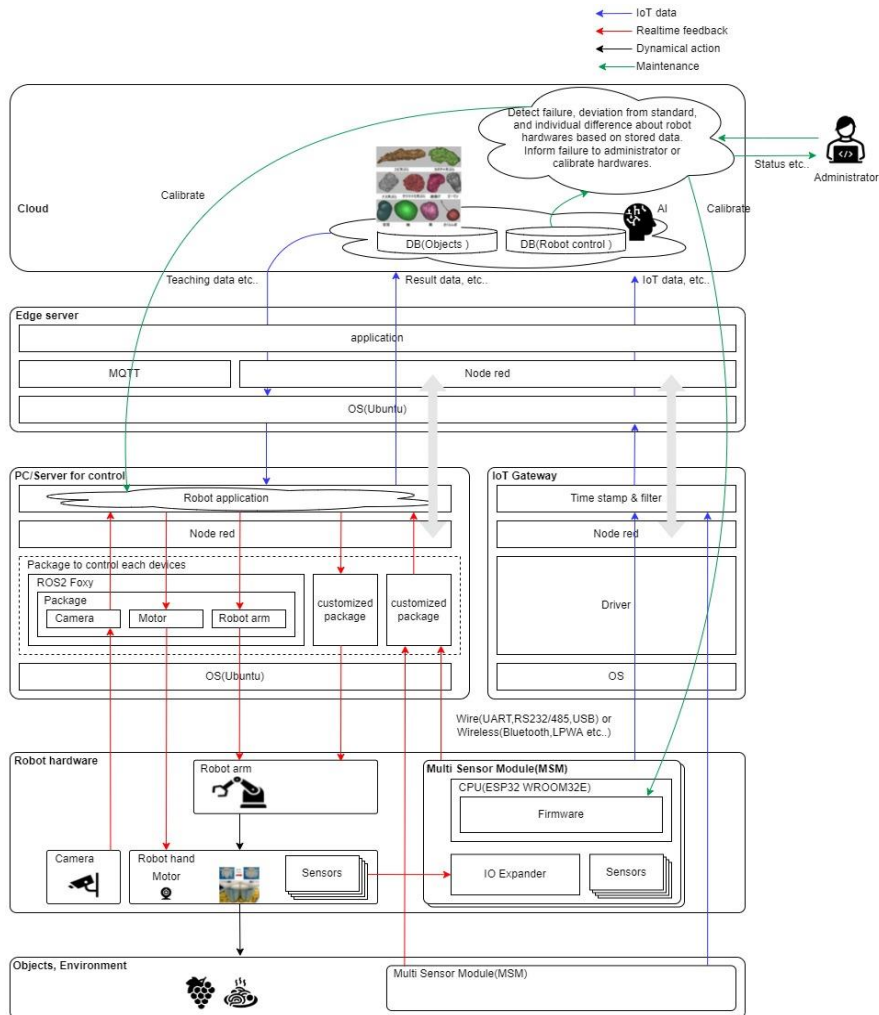 IoT data
Realtime feedback
Dynamical action
Maintenance
Detect failure, deviation from standard,
and individual difference about robot
hardwares based on stored data.
Inform failure to administrator or
calibrate hardwares.
Status etc..
Administrator
Calibrate
Cloud
AI
Calibrate
DB(Objects )
DB(Robot control )
Teaching data etc..
Result data, etc..
IoT data, etc..
Edge server
application
MQTT
Node red
OS(Ubuntu)
PC/Server for control
IoT Gateway
Robot application
Time stamp & filter
Node red
Node red
Package to control each devices
ROS2 Foxy
Package
Camera
Motor
Robot arm
customized
package
customized
package
Driver
OS(Ubuntu)
OS
Wire(UART,RS232/485,USB) or
Wireless(Bluetooth,LPWA etc..)
Robot hardware
Robot arm
Multi Sensor Module(MSM)
CPU(ESP32 WROOM32E)
Firmware
Camera
Robot hand
Motor
Sensors
IO Expander
Sensors
Objects, Environment
Multi Sensor Module(MSM)